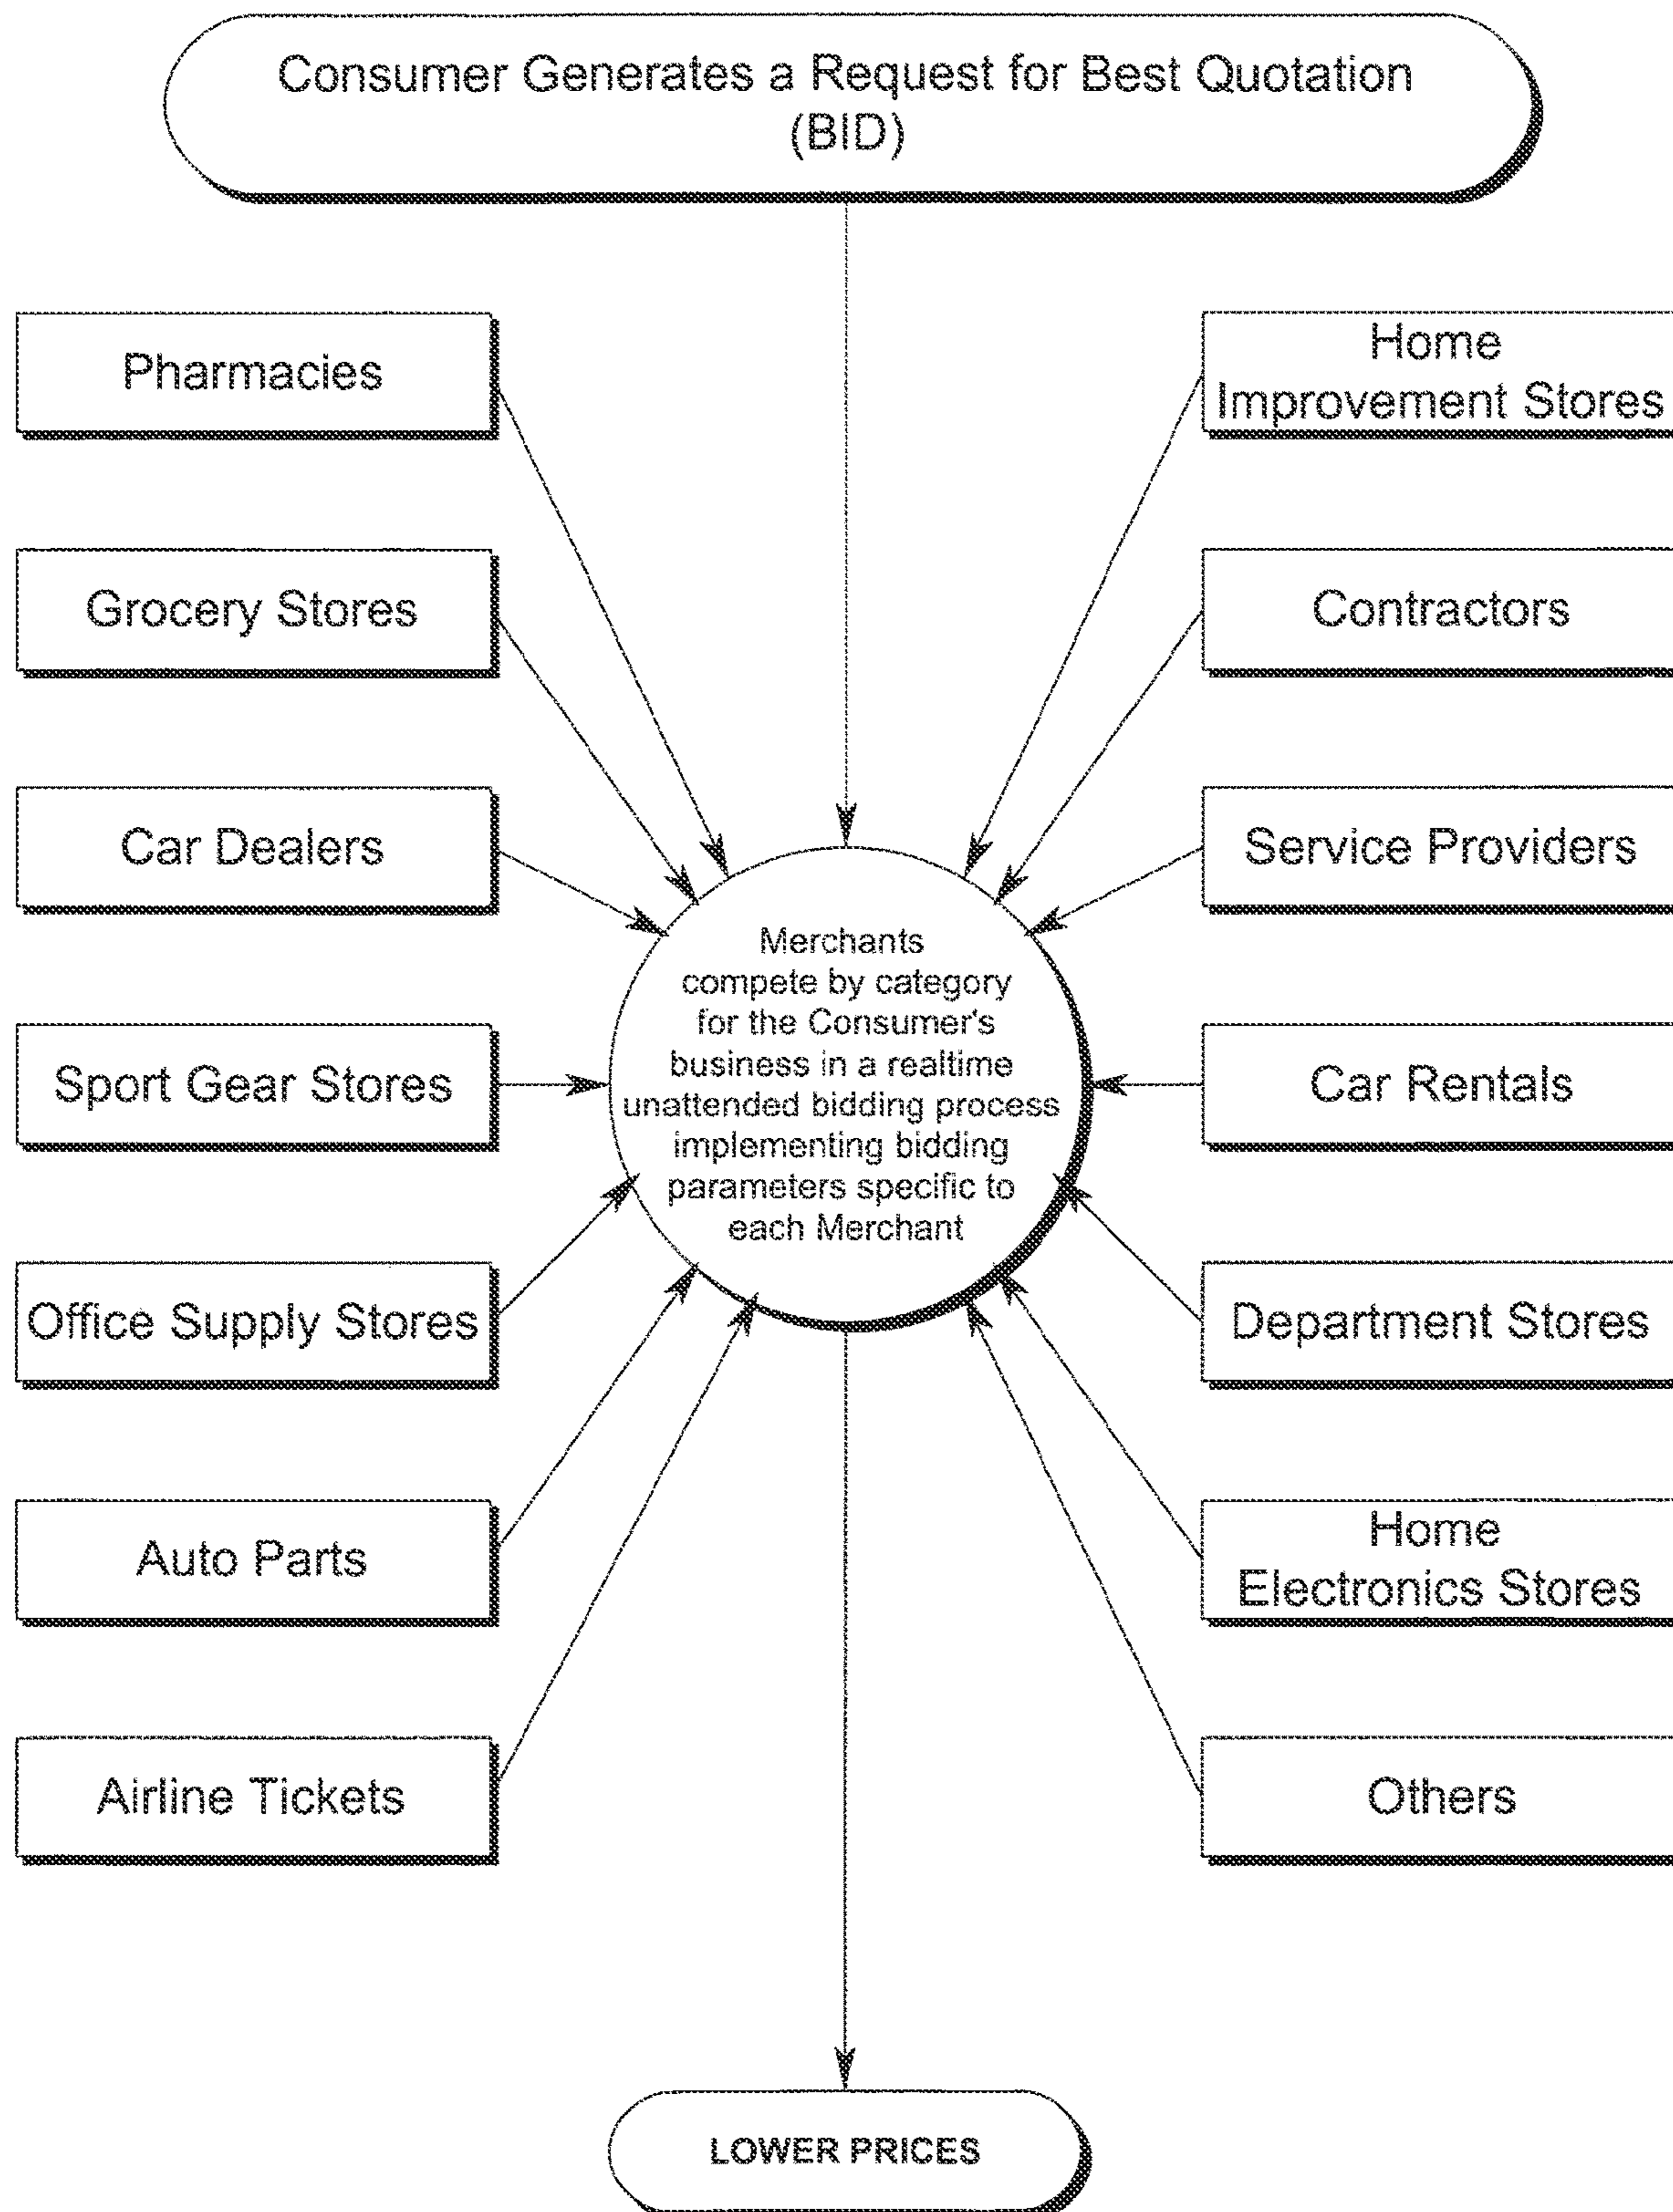 Consumer Generates a Request for Best Quotation
(BID)
Pharmacies
Grocery Stores
Car Dealers
Sport Gear Stores
Office Supply Stores
Auto Parts
Airline Tickets
Merchants
compete by category
for the Consumer's
business in a realtime
unattended bidding process
implementing bidding
parameters specific to
each Merchant
Home
Improvement Stores
Contractors
Service Providers
Car Rentals
Department Stores
Home
Electronics Stores
Others
LOWER PRICES